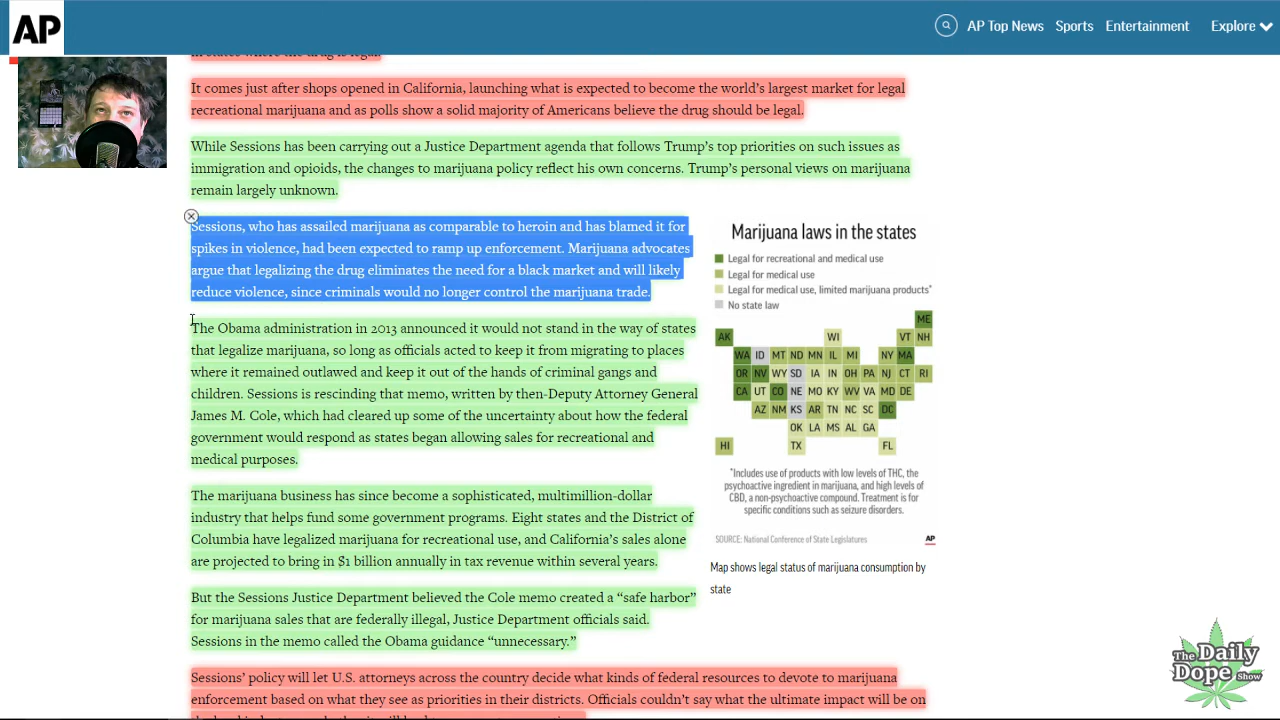 AP
AP Top News
Sports
Entertainment
Explore
in states where the drug is legal.
It comes just after shops opened in California, launching what is expected to become the world's largest market for legal
recreational marijuana and as polls show a solid majority of Americans believe the drug should be legal.
While Sessions has been carrying out a Justice Department agenda that follows Trump's top priorities on such issues as
immigration and opioids, the changes to marijuana policy reflect his own concerns. Trump's personal views on marijuana
remain largely unknown.
Sessions, who has assailed marijuana as comparable to heroin and has blamed it for
spikes in violence, had been expected to ramp up enforcement. Marijuana advocates
argue that legalizing the drug eliminates the need for a black market and will likely
reduce violence, since criminals would no longer control the marijuana trade.
The Obama administration in 2013 announced it would not stand in the way of states
that legalize marijuana, so long as officials acted to keep it from migrating to places
where it remained outlawed and keep it out of the hands of criminal gangs and
children. Sessions is rescinding that memo, written by then-Deputy Attorney General
James M. Cole, which had cleared up some of the uncertainty about how the federal
government would respond as states began allowing sales for recreational and
medical purposes.
The marijuana business has since become a sophisticated, multimillion-dollar
industry that helps fund some government programs. Eight states and the District of
Columbia have legalized marijuana for recreational use, and California's sales alone
are projected to bring in $1 billion annually in tax revenue within several years.
But the Sessions Justice Department believed the Cole memo created a “safe harbor”
for marijuana sales that are federally illegal, Justice Department officials said.
Sessions in the memo called the Obama guidance “unnecessary.”
Sessions' policy will let U.S. attorneys across the country decide what kinds of federal resources to devote to marijuana
enforcement based on what they see as priorities in their districts. Officials couldn't say what the ultimate impact will be on
Marijuana laws in the states
Legal for recreational and medical use
Legal for medical use
Legal for medical use, limited marijuana products*
No state law
ME
AK WI VT NH
WA ID MT ND MN IL MI NY MA
OR NV WY SD IA IN OH PA NJ CT RI
CA UT CO NE MO KY WV VA MD DE
AZ NM KS AR TN NC SC DC
OK LA MS AL GA
HI TX FL
*Includes use of products with low levels of THC, the
psychoactive ingredient in marijuana, and high levels of
CBD, a non-psychoactive compound. Treatment is for
specific conditions such as seizure disorders.
SOURCE: National Conference of State Legislatures AP
Map shows legal status of marijuana consumption by
state
The Daily
Dope Show